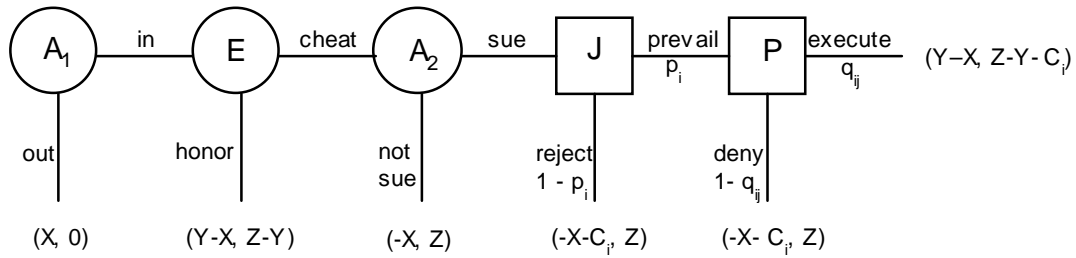 A₁ in E cheat A₂ sue J prevail P execute
pᵢ qᵢⱼ (Y–X, Z-Y-Cᵢ)
out honor not reject deny
sue 1 - pᵢ 1- qᵢⱼ
(X, 0) (Y-X, Z-Y) (-X, Z) (-X-Cᵢ, Z) (-X- Cᵢ, Z)